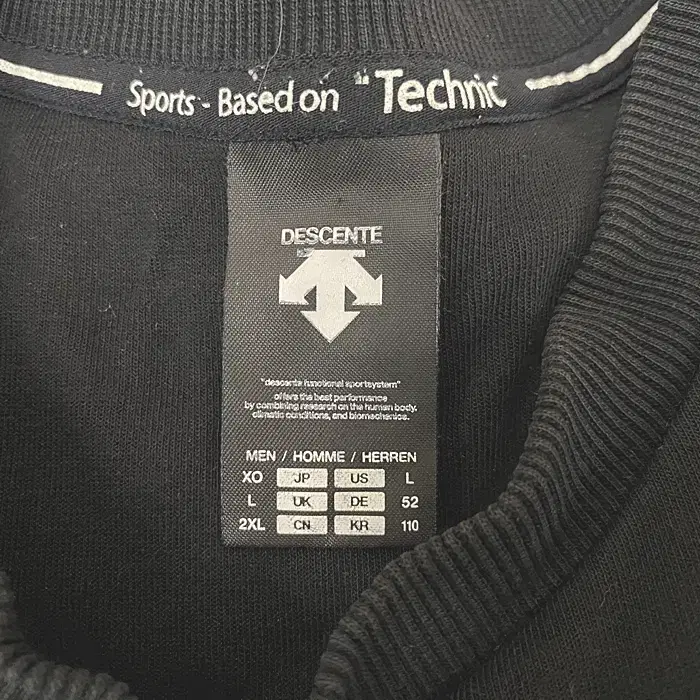 Sports - Based on "Technic
DESCENTE
"descente functional sportsystem"
offers the best performance
by combining research on the human body,
climatic conditions, and biomechanics.
MEN / HOMME / HERREN
XO JP US L
L UK DE 52
2XL CN KR 110